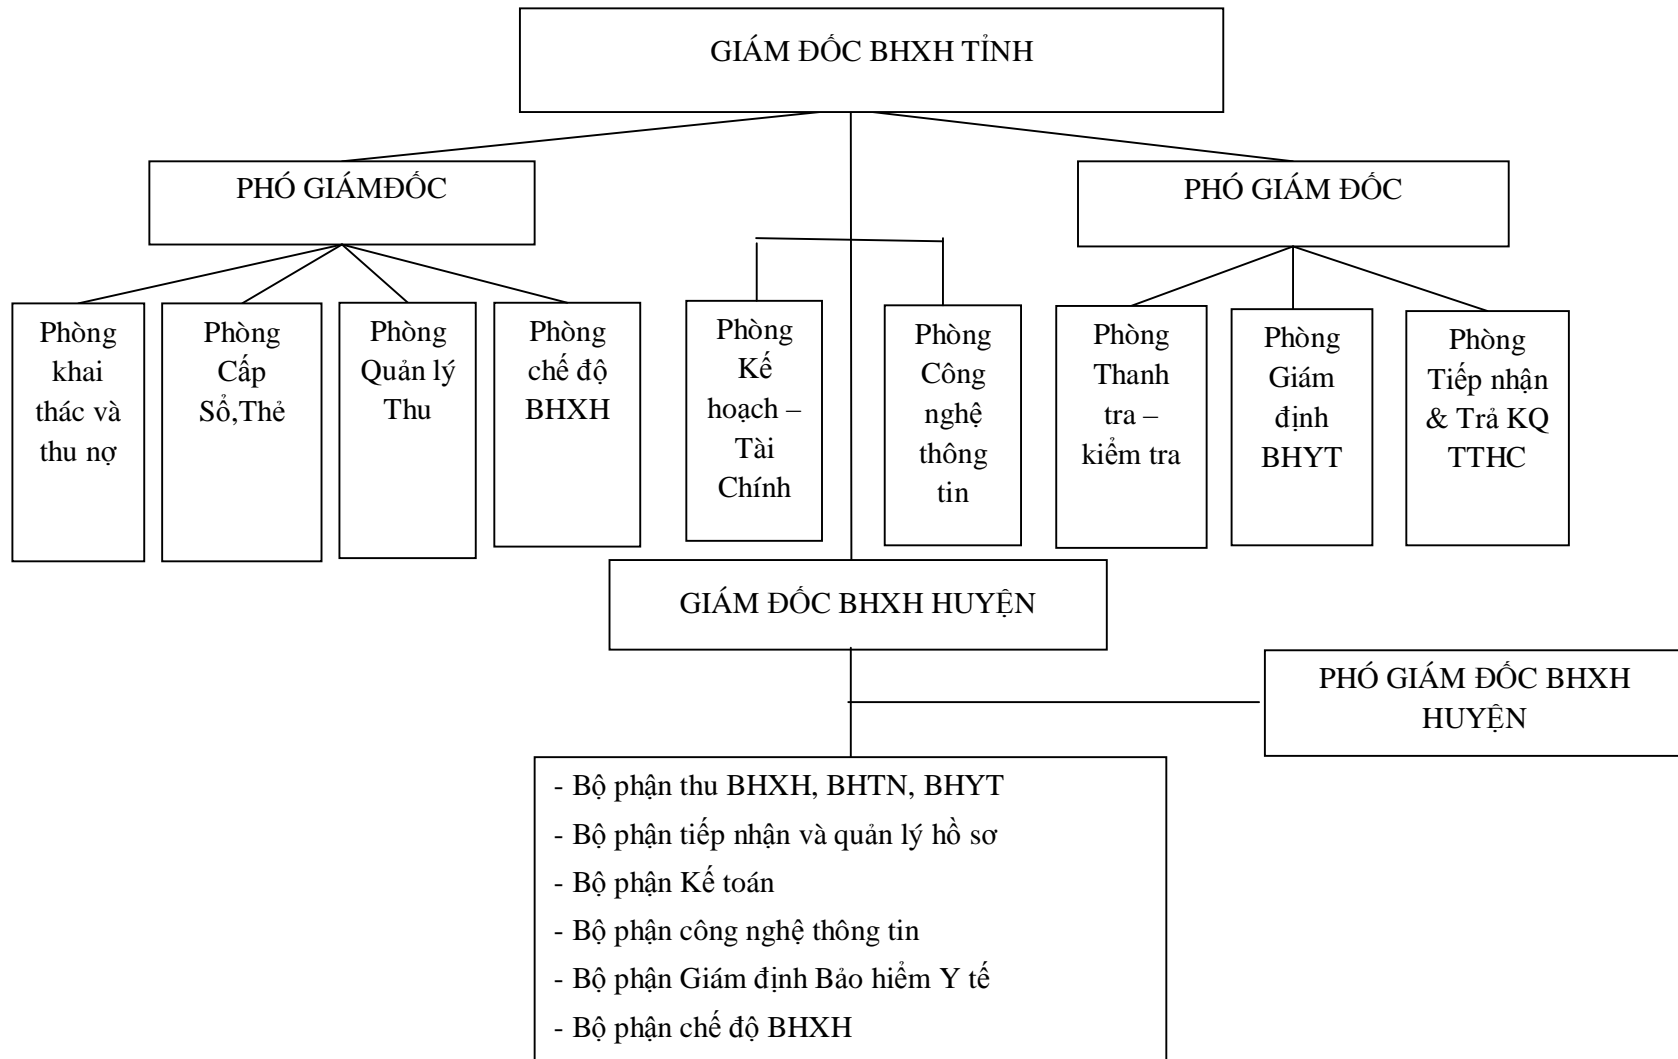 GIÁM ĐỐC BHXH TỈNH
PHÓ GIÁMĐỐC
PHÓ GIÁM ĐỐC
Phòng
khai
thác và
thu nợ
Phòng
Cấp
Sổ,Thẻ
Phòng
Quản lý
Thu
Phòng
chế độ
BHXH
Phòng
Kế
hoạch –
Tài
Chính
Phòng
Công
nghệ
thông
tin
Phòng
Thanh
tra –
kiểm tra
Phòng
Giám
định
BHYT
Phòng
Tiếp nhận
& Trả KQ
TTHC
GIÁM ĐỐC BHXH HUYỆN
PHÓ GIÁM ĐỐC BHXH
HUYỆN
- Bộ phận thu BHXH, BHTN, BHYT
- Bộ phận tiếp nhận và quản lý hồ sơ
- Bộ phận Kế toán
- Bộ phận công nghệ thông tin
- Bộ phận Giám định Bảo hiểm Y tế
- Bộ phận chế độ BHXH